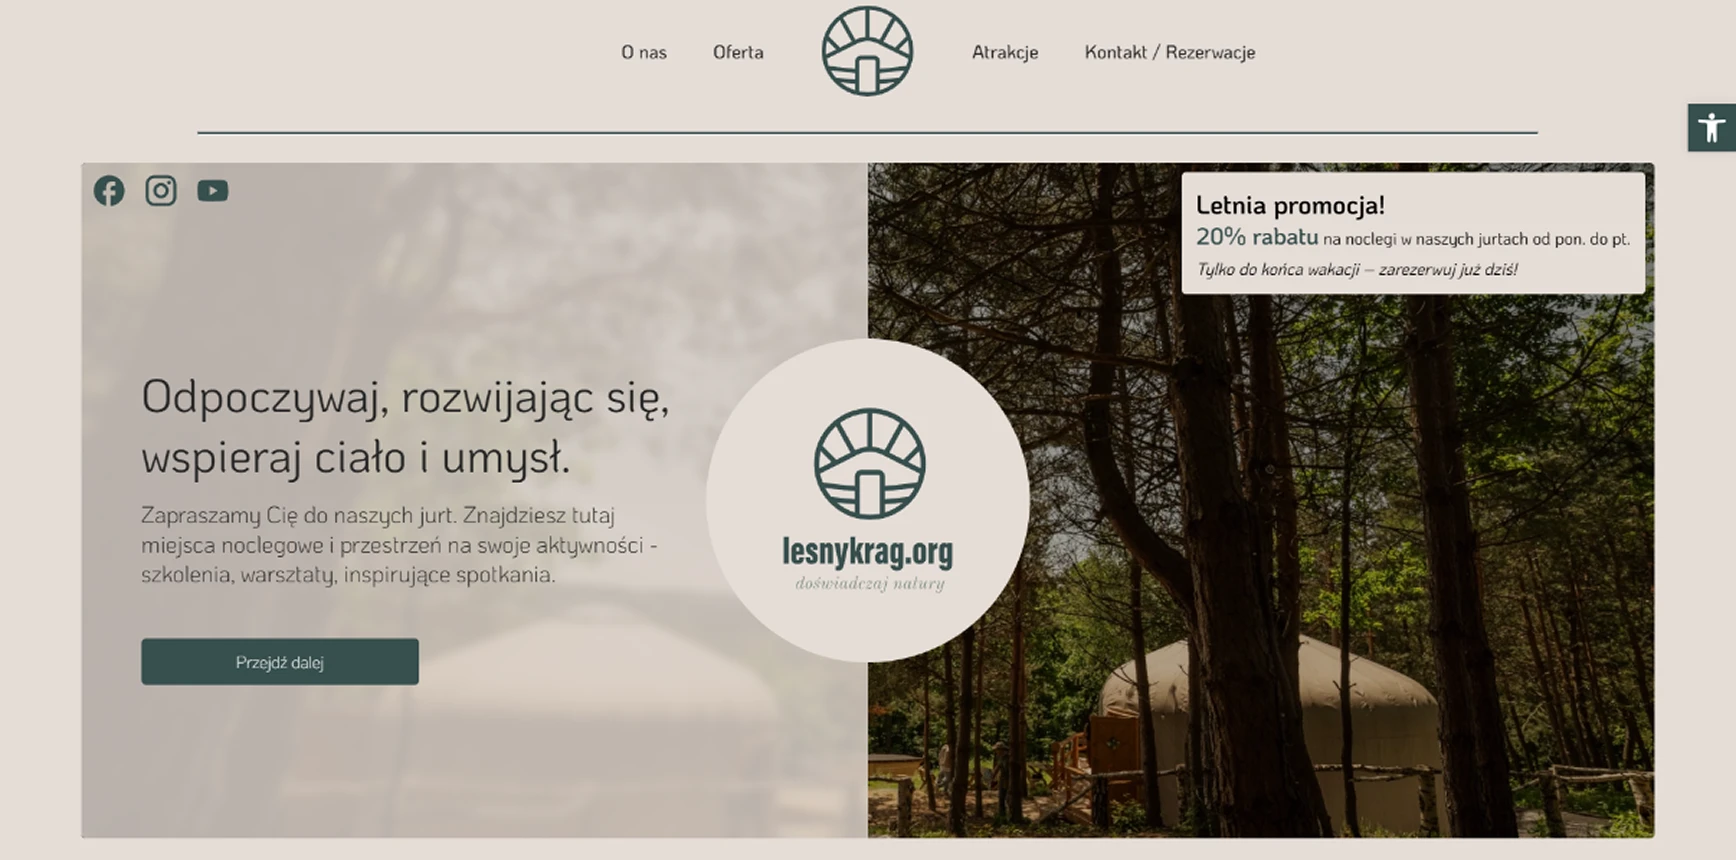 O nas
Oferta
Atrakcje
Kontakt / Rezerwacje
Letnia promocja!
20% rabatu na noclegi w naszych jurtach od pon. do pt.
Tylko do końca wakacji – zarezerwuj już dziś!
Odpoczywaj, rozwijając się,
wspieraj ciało i umysł.
Zapraszamy Cię do naszych jurt. Znajdziesz tutaj
miejsca noclegowe i przestrzeń na swoje aktywności -
szkolenia, warsztaty, inspirujące spotkania.
Przejdź dalej
lesnykrag.org
doświadczaj natury